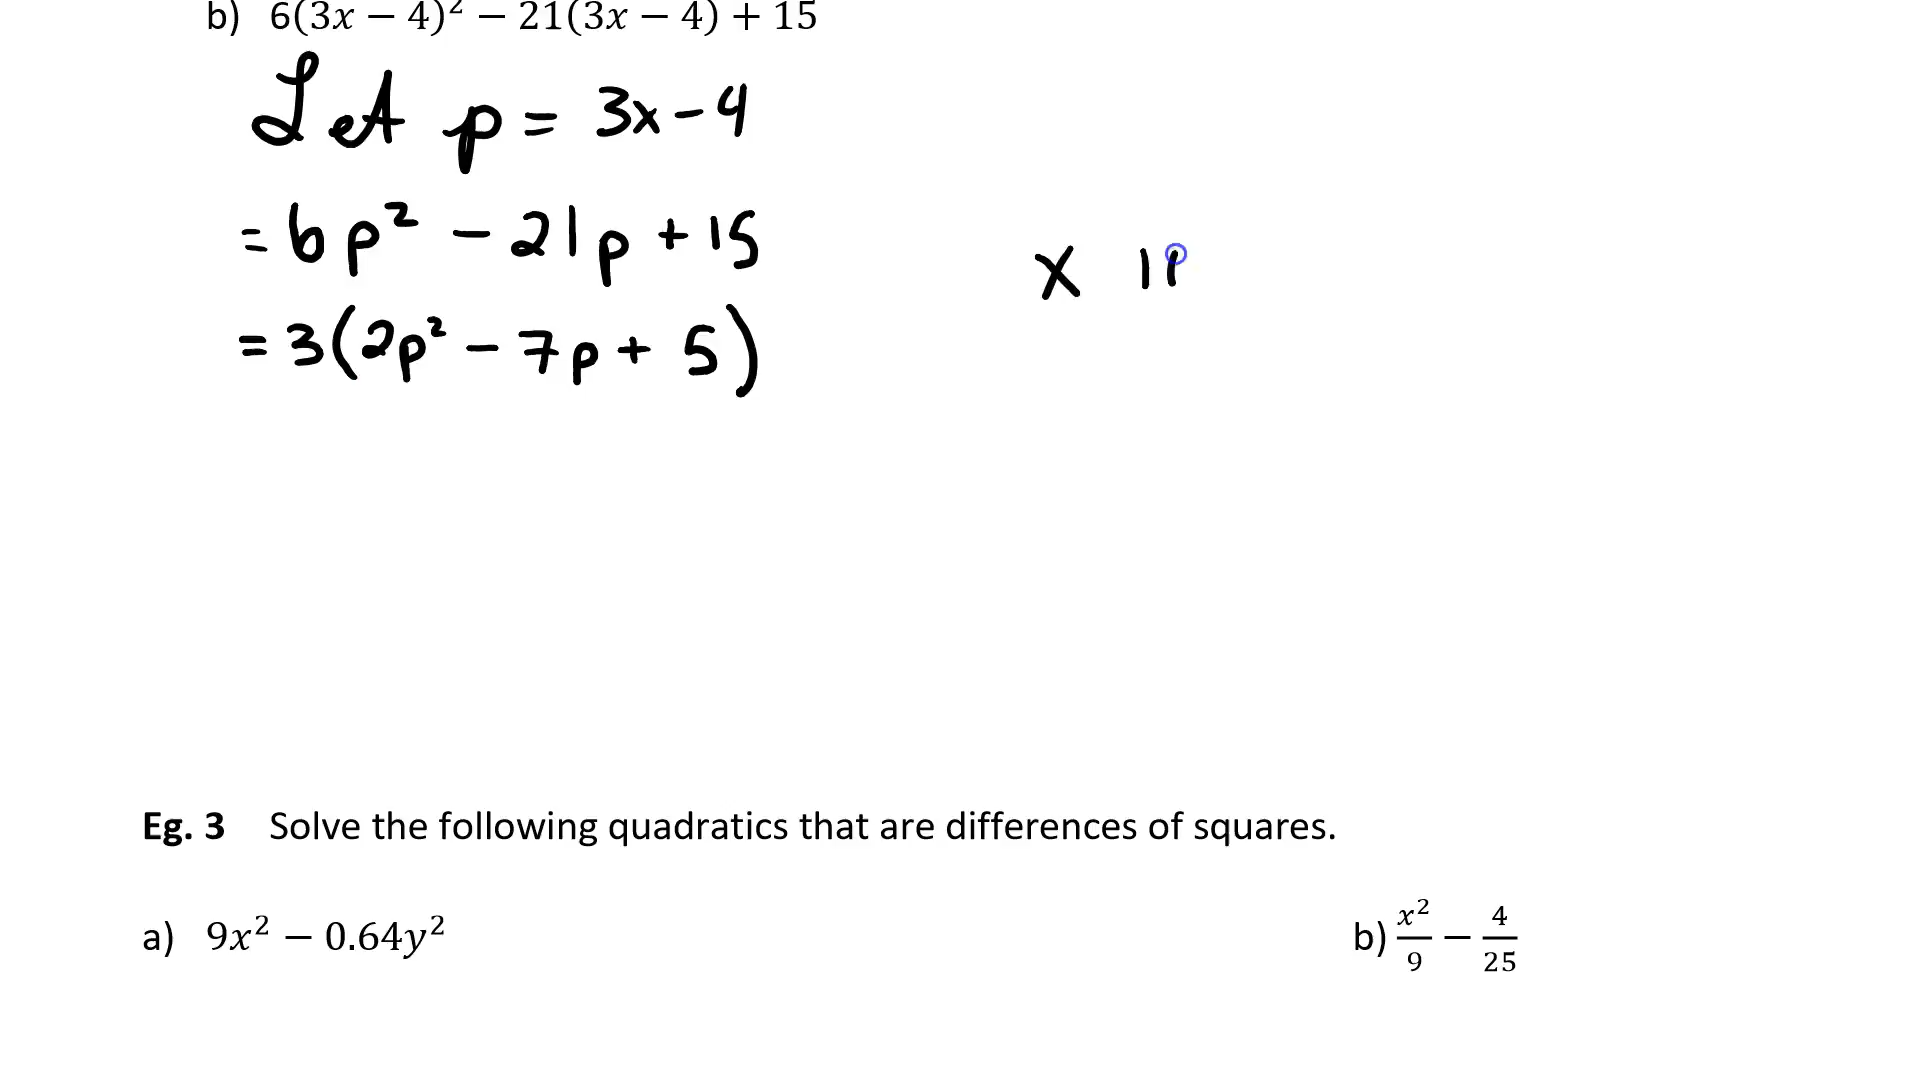 b) 6(3x − 4)² − 21(3x − 4) + 15
Let p = 3x - 4
= 6p² - 21p + 15
= 3(2p² - 7p + 5)
x 11
Eg. 3 Solve the following quadratics that are differences of squares.
a) 9x² − 0.64y²
b) x²/9 − 4/25